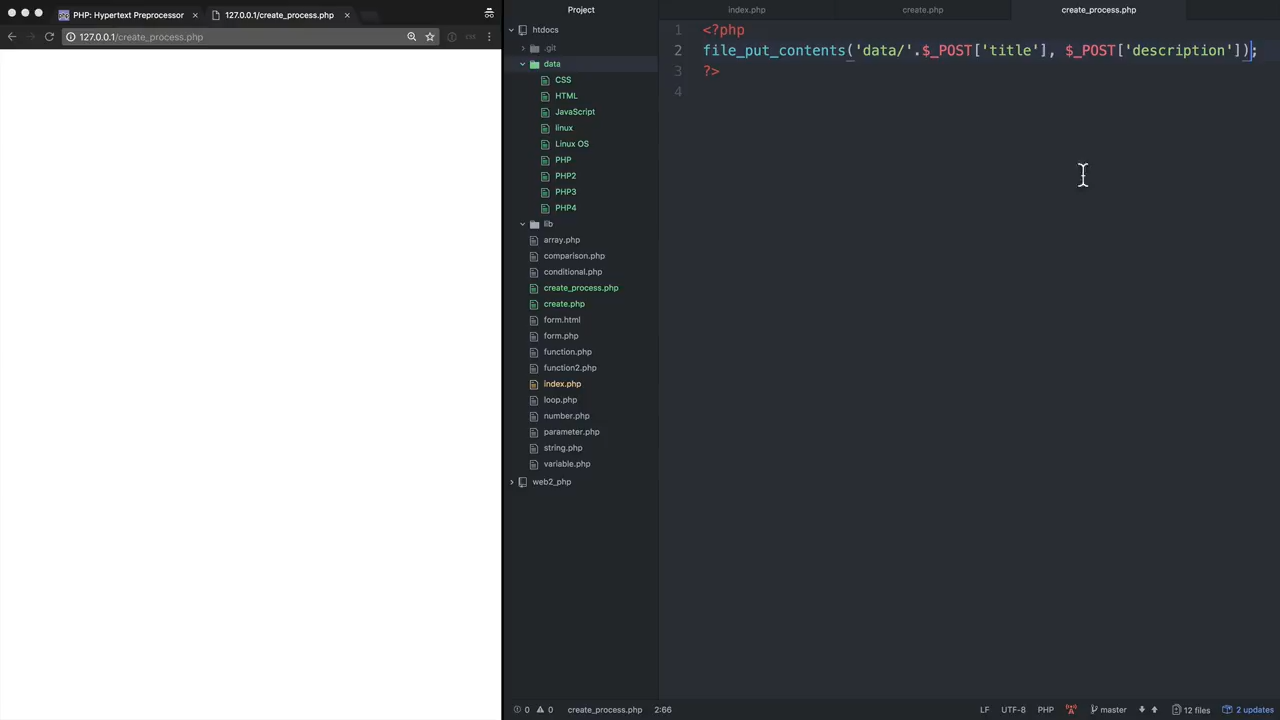 PHP: Hypertext Preprocessor
127.0.0.1/create_process.php
127.0.0.1/create_process.php
Project
htdocs
.git
data
CSS
HTML
JavaScript
linux
Linux OS
PHP
PHP2
PHP3
PHP4
lib
array.php
comparison.php
conditional.php
create_process.php
create.php
form.html
form.php
function.php
function2.php
index.php
loop.php
number.php
parameter.php
string.php
variable.php
web2_php
index.php
create.php
create_process.php
1 <?php
2 file_put_contents('data/'.$_POST['title'], $_POST['description']);
3 ?>
4
0 0 create_process.php 2:66
LF UTF-8 PHP master 12 files 2 updates